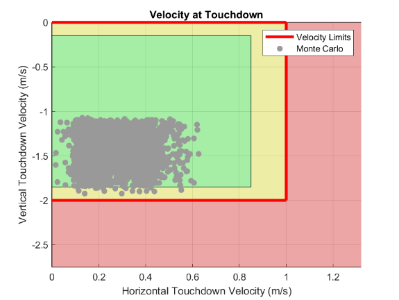 Velocity at Touchdown
Velocity Limits
Monte Carlo
0
-0.5
-1
-1.5
-2
-2.5
Vertical Touchdown Velocity (m/s)
0 0.2 0.4 0.6 0.8 1 1.2
Horizontal Touchdown Velocity (m/s)